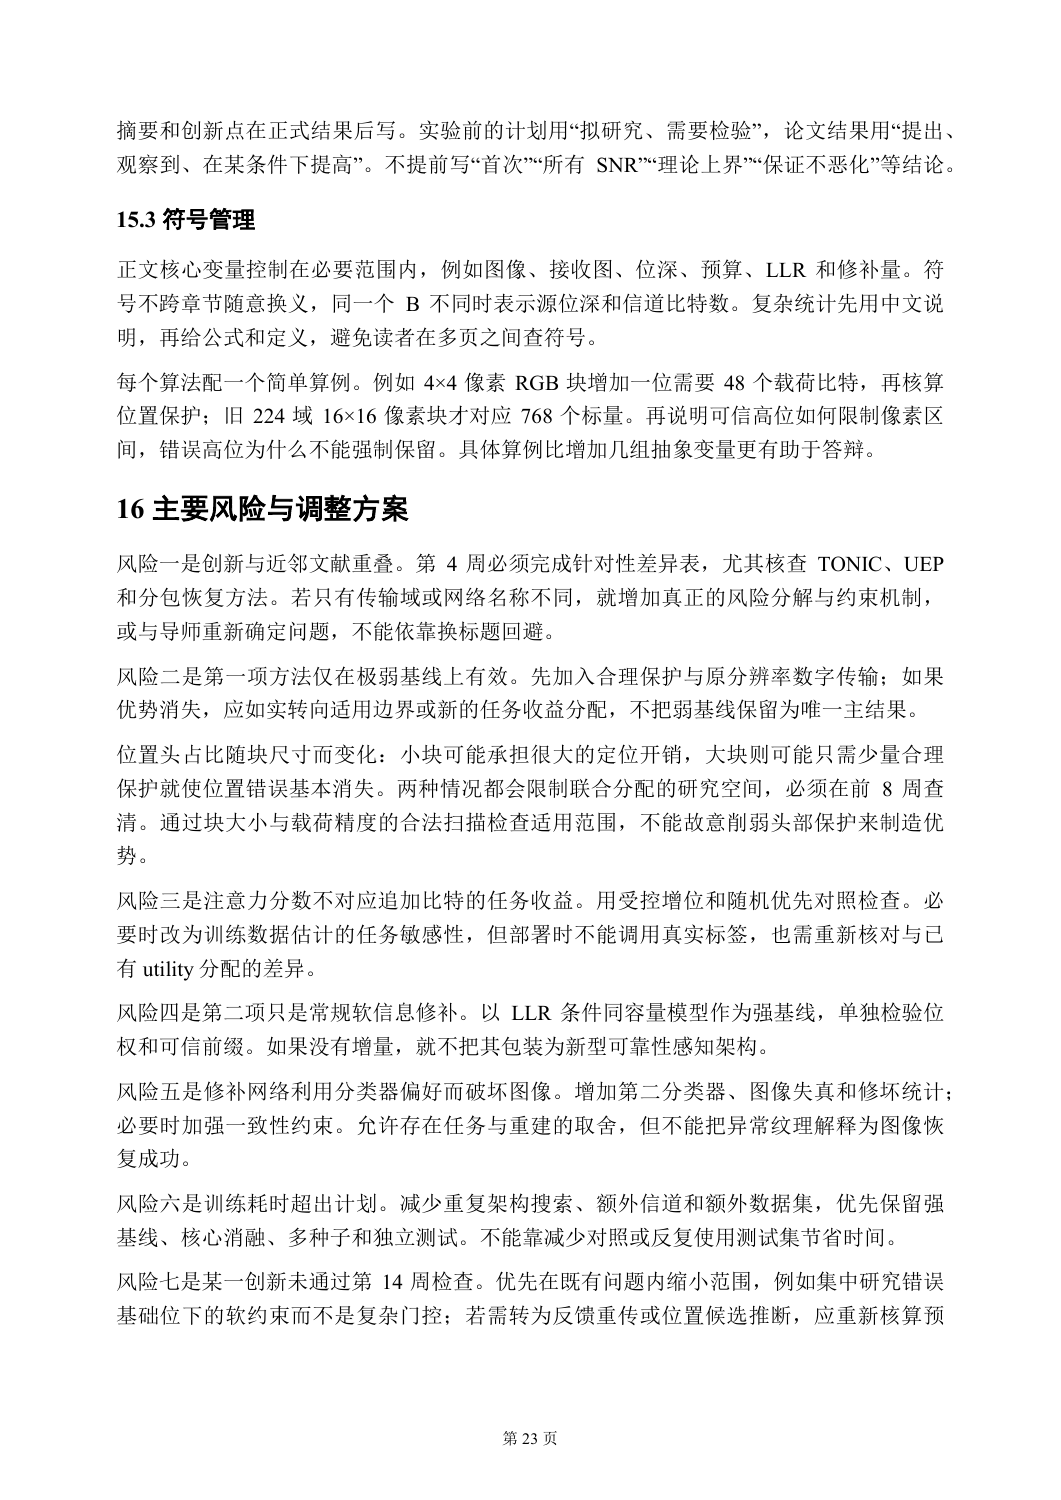 摘要和创新点在正式结果后写。实验前的计划用“拟研究、需要检验”，论文结果用“提出、
观察到、在某条件下提高”。不提前写“首次”“所有 SNR”“理论上界”“保证不恶化”等结论。
15.3 符号管理
正文核心变量控制在必要范围内，例如图像、接收图、位深、预算、LLR 和修补量。符
号不跨章节随意换义，同一个 B 不同时表示源位深和信道比特数。复杂统计先用中文说
明，再给公式和定义，避免读者在多页之间查符号。
每个算法配一个简单算例。例如 4×4 像素 RGB 块增加一位需要 48 个载荷比特，再核算
位置保护；旧 224 域 16×16 像素块才对应 768 个标量。再说明可信高位如何限制像素区
间，错误高位为什么不能强制保留。具体算例比增加几组抽象变量更有助于答辩。
16 主要风险与调整方案
风险一是创新与近邻文献重叠。第 4 周必须完成针对性差异表，尤其核查 TONIC、UEP
和分包恢复方法。若只有传输域或网络名称不同，就增加真正的风险分解与约束机制，
或与导师重新确定问题，不能依靠换标题回避。
风险二是第一项方法仅在极弱基线上有效。先加入合理保护与原分辨率数字传输；如果
优势消失，应如实转向适用边界或新的任务收益分配，不把弱基线保留为唯一主结果。
位置头占比随块尺寸而变化：小块可能承担很大的定位开销，大块则可能只需少量合理
保护就使位置错误基本消失。两种情况都会限制联合分配的研究空间，必须在前 8 周查
清。通过块大小与载荷精度的合法扫描检查适用范围，不能故意削弱头部保护来制造优
势。
风险三是注意力分数不对应追加比特的任务收益。用受控增位和随机优先对照检查。必
要时改为训练数据估计的任务敏感性，但部署时不能调用真实标签，也需重新核对与已
有 utility 分配的差异。
风险四是第二项只是常规软信息修补。以 LLR 条件同容量模型作为强基线，单独检验位
权和可信前缀。如果没有增量，就不把其包装为新型可靠性感知架构。
风险五是修补网络利用分类器偏好而破坏图像。增加第二分类器、图像失真和修坏统计；
必要时加强一致性约束。允许存在任务与重建的取舍，但不能把异常纹理解释为图像恢
复成功。
风险六是训练耗时超出计划。减少重复架构搜索、额外信道和额外数据集，优先保留强
基线、核心消融、多种子和独立测试。不能靠减少对照或反复使用测试集节省时间。
风险七是某一创新未通过第 14 周检查。优先在既有问题内缩小范围，例如集中研究错误
基础位下的软约束而不是复杂门控；若需转为反馈重传或位置候选推断，应重新核算预
第 23 页